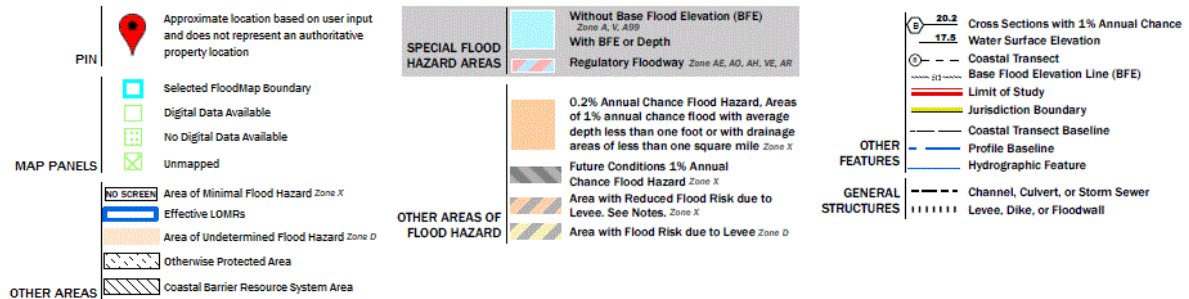 PIN
Approximate location based on user input
and does not represent an authoritative
property location
MAP PANELS
Selected FloodMap Boundary
Digital Data Available
No Digital Data Available
Unmapped
OTHER AREAS
NO SCREEN Area of Minimal Flood Hazard Zone X
Effective LOMRs
Area of Undetermined Flood Hazard Zone D
Otherwise Protected Area
Coastal Barrier Resource System Area
SPECIAL FLOOD
HAZARD AREAS
Without Base Flood Elevation (BFE)
Zone A, V, A99
With BFE or Depth
Regulatory Floodway Zone AE, AO, AH, VE, AR
OTHER AREAS OF
FLOOD HAZARD
0.2% Annual Chance Flood Hazard, Areas
of 1% annual chance flood with average
depth less than one foot or with drainage
areas of less than one square mile Zone X
Future Conditions 1% Annual
Chance Flood Hazard Zone X
Area with Reduced Flood Risk due to
Levee. See Notes. Zone X
Area with Flood Risk due to Levee Zone D
OTHER
FEATURES
B 20.2 Cross Sections with 1% Annual Chance
17.5 Water Surface Elevation
8 Coastal Transect
513 Base Flood Elevation Line (BFE)
Limit of Study
Jurisdiction Boundary
Coastal Transect Baseline
Profile Baseline
Hydrographic Feature
GENERAL
STRUCTURES
Channel, Culvert, or Storm Sewer
Levee, Dike, or Floodwall